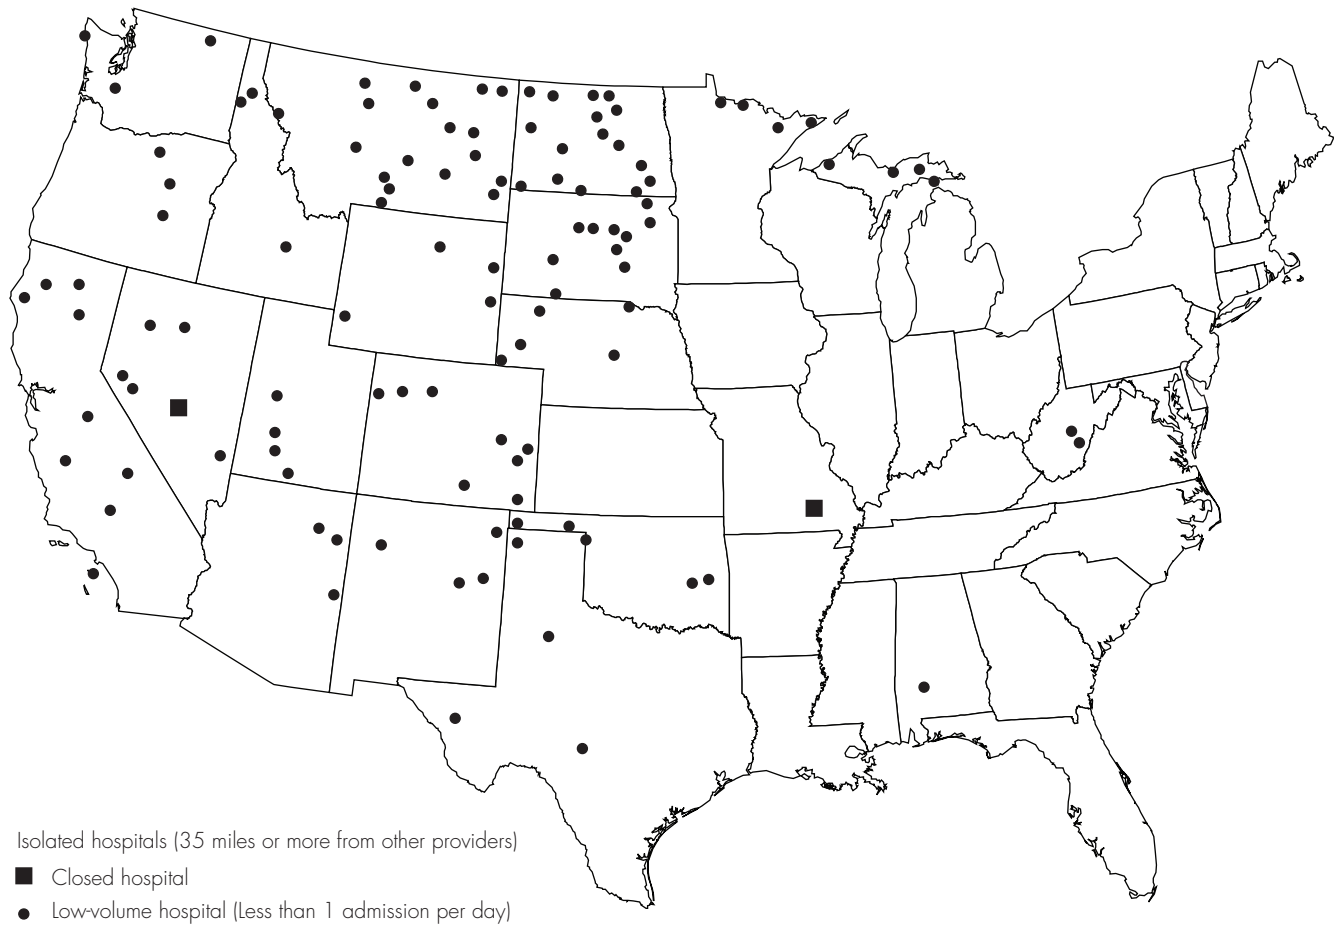 Isolated hospitals (35 miles or more from other providers)
Closed hospital
Low-volume hospital (Less than 1 admission per day)